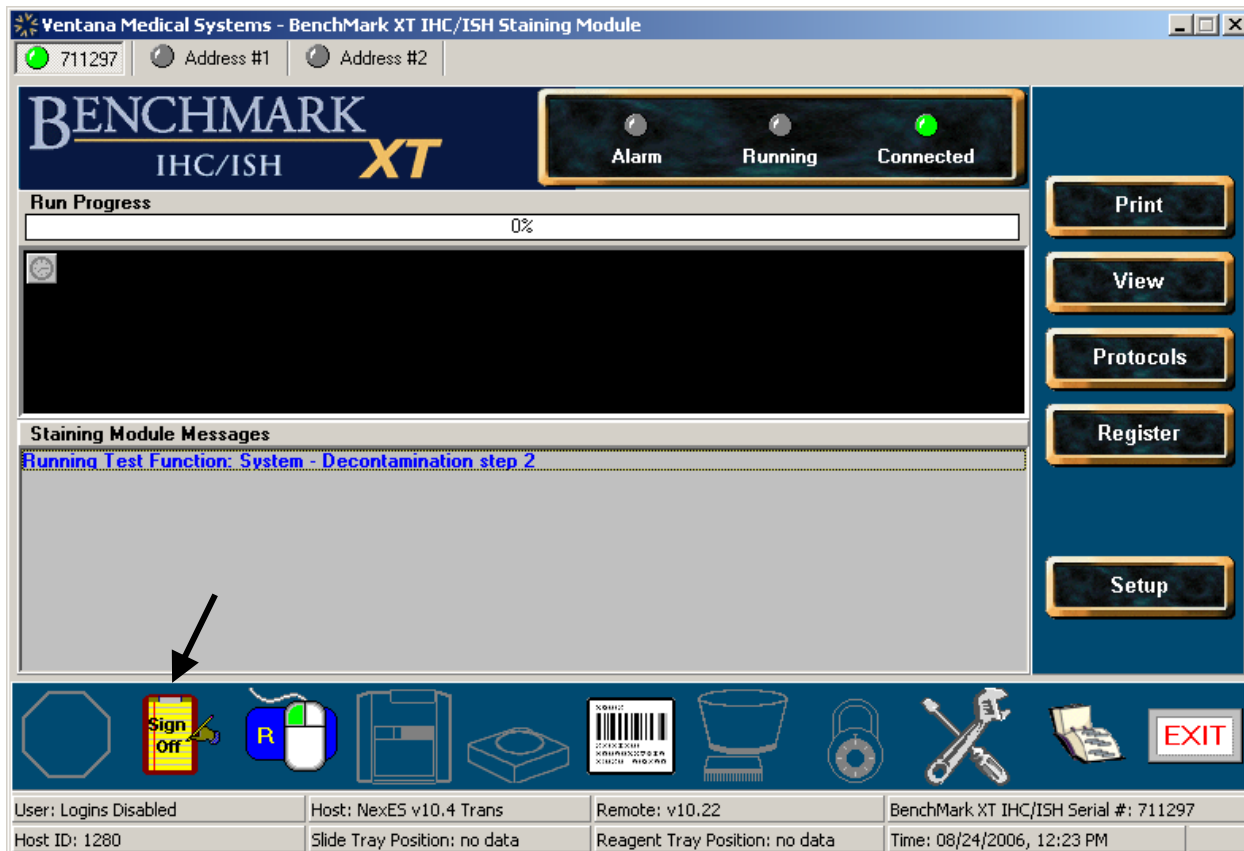 Ventana Medical Systems - BenchMark XT IHC/ISH Staining Module
711297 Address #1 Address #2
BENCHMARK
IHC/ISH XT
Alarm Running Connected
Print
Run Progress
0%
View
Protocols
Staining Module Messages
Register
Running Test Function: System - Decontamination step 2
Setup
Sign
Off
R
EXIT
User: Logins Disabled Host: NexES v10.4 Trans Remote: v10.22 BenchMark XT IHC/ISH Serial #: 711297
Host ID: 1280 Slide Tray Position: no data Reagent Tray Position: no data Time: 08/24/2006, 12:23 PM